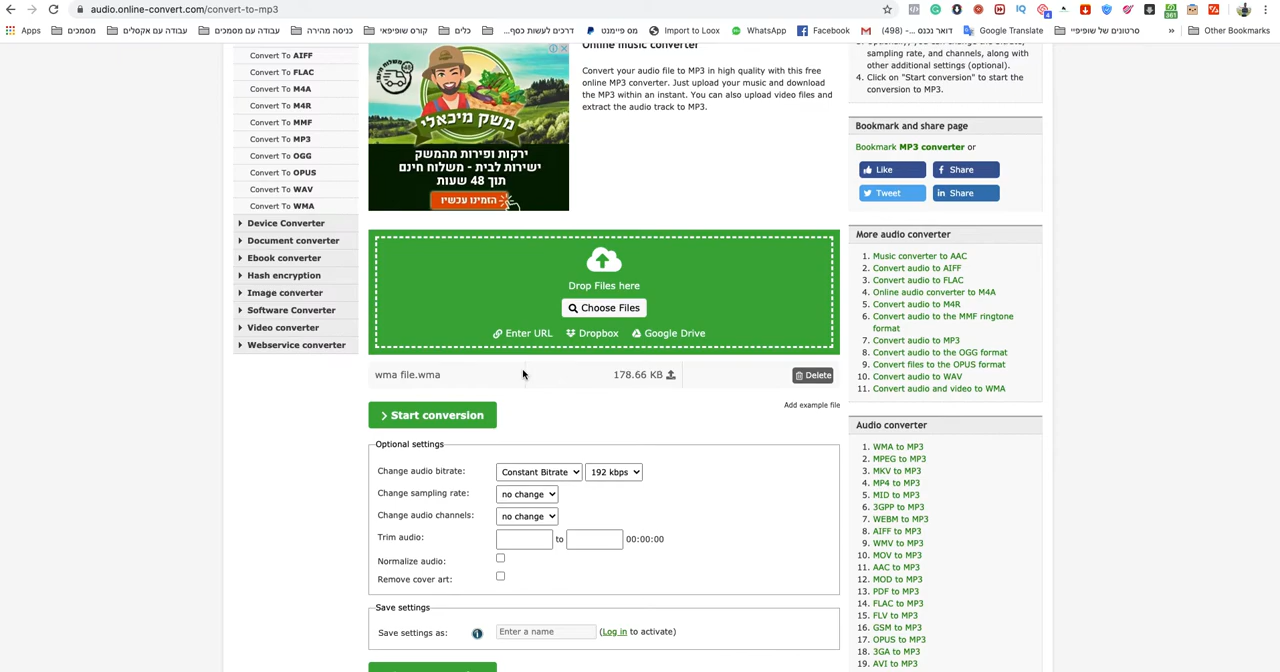 audio.online-convert.com/convert-to-mp3
Apps
מסמכים
עבודה עם אקסלים
עבודה עם מסמכים
כניסה מהירה
קורס שופיפאיי
כלים
דרכים לעשות כסף...
מס פיימנט
Import to Loox
WhatsApp
Facebook
דואר נכנס - (498)
Google Translate
סרטונים של שופיפיי
»
Other Bookmarks
4
361
Convert To AIFF
Convert To FLAC
Convert To M4A
Convert To M4R
Convert To MMF
Convert To MP3
Convert To OGG
Convert To OPUS
Convert To WAV
Convert To WMA
Device Converter
Document converter
Ebook converter
Hash encryption
Image converter
Software Converter
Video converter
Webservice converter
משק מיכאלי
ירקות ופירות מהמשק
ישירות לבית - משלוח חינם
תוך 48 שעות
הזמינו עכשיו
Online music converter
Convert your audio file to MP3 in high quality with this free
online MP3 converter. Just upload your music and download
the MP3 within an instant. You can also upload video files and
extract the audio track to MP3.
Drop Files here
Choose Files
Enter URL
Dropbox
Google Drive
wma file.wma
178.66 KB
Delete
Start conversion
Add example file
Optional settings
Change audio bitrate:
Constant Bitrate
192 kbps
Change sampling rate:
no change
Change audio channels:
no change
Trim audio:
to
00:00:00
Normalize audio:
Remove cover art:
Save settings
Save settings as:
Enter a name
(Log in to activate)
3. Optionally, you can change the bitrate,
sampling rate, and channels, along with
other additional settings (optional).
4. Click on "Start conversion" to start the
conversion to MP3.
Bookmark and share page
Bookmark MP3 converter or
Like
Share
Tweet
Share
More audio converter
1. Music converter to AAC
2. Convert audio to AIFF
3. Convert audio to FLAC
4. Online audio converter to M4A
5. Convert audio to M4R
6. Convert audio to the MMF ringtone
format
7. Convert audio to MP3
8. Convert audio to the OGG format
9. Convert files to the OPUS format
10. Convert audio to WAV
11. Convert audio and video to WMA
Audio converter
1. WMA to MP3
2. MPEG to MP3
3. MKV to MP3
4. MP4 to MP3
5. MID to MP3
6. 3GPP to MP3
7. WEBM to MP3
8. AIFF to MP3
9. WMV to MP3
10. MOV to MP3
11. AAC to MP3
12. MOD to MP3
13. PDF to MP3
14. FLAC to MP3
15. FLV to MP3
16. GSM to MP3
17. OPUS to MP3
18. 3GA to MP3
19. AVI to MP3